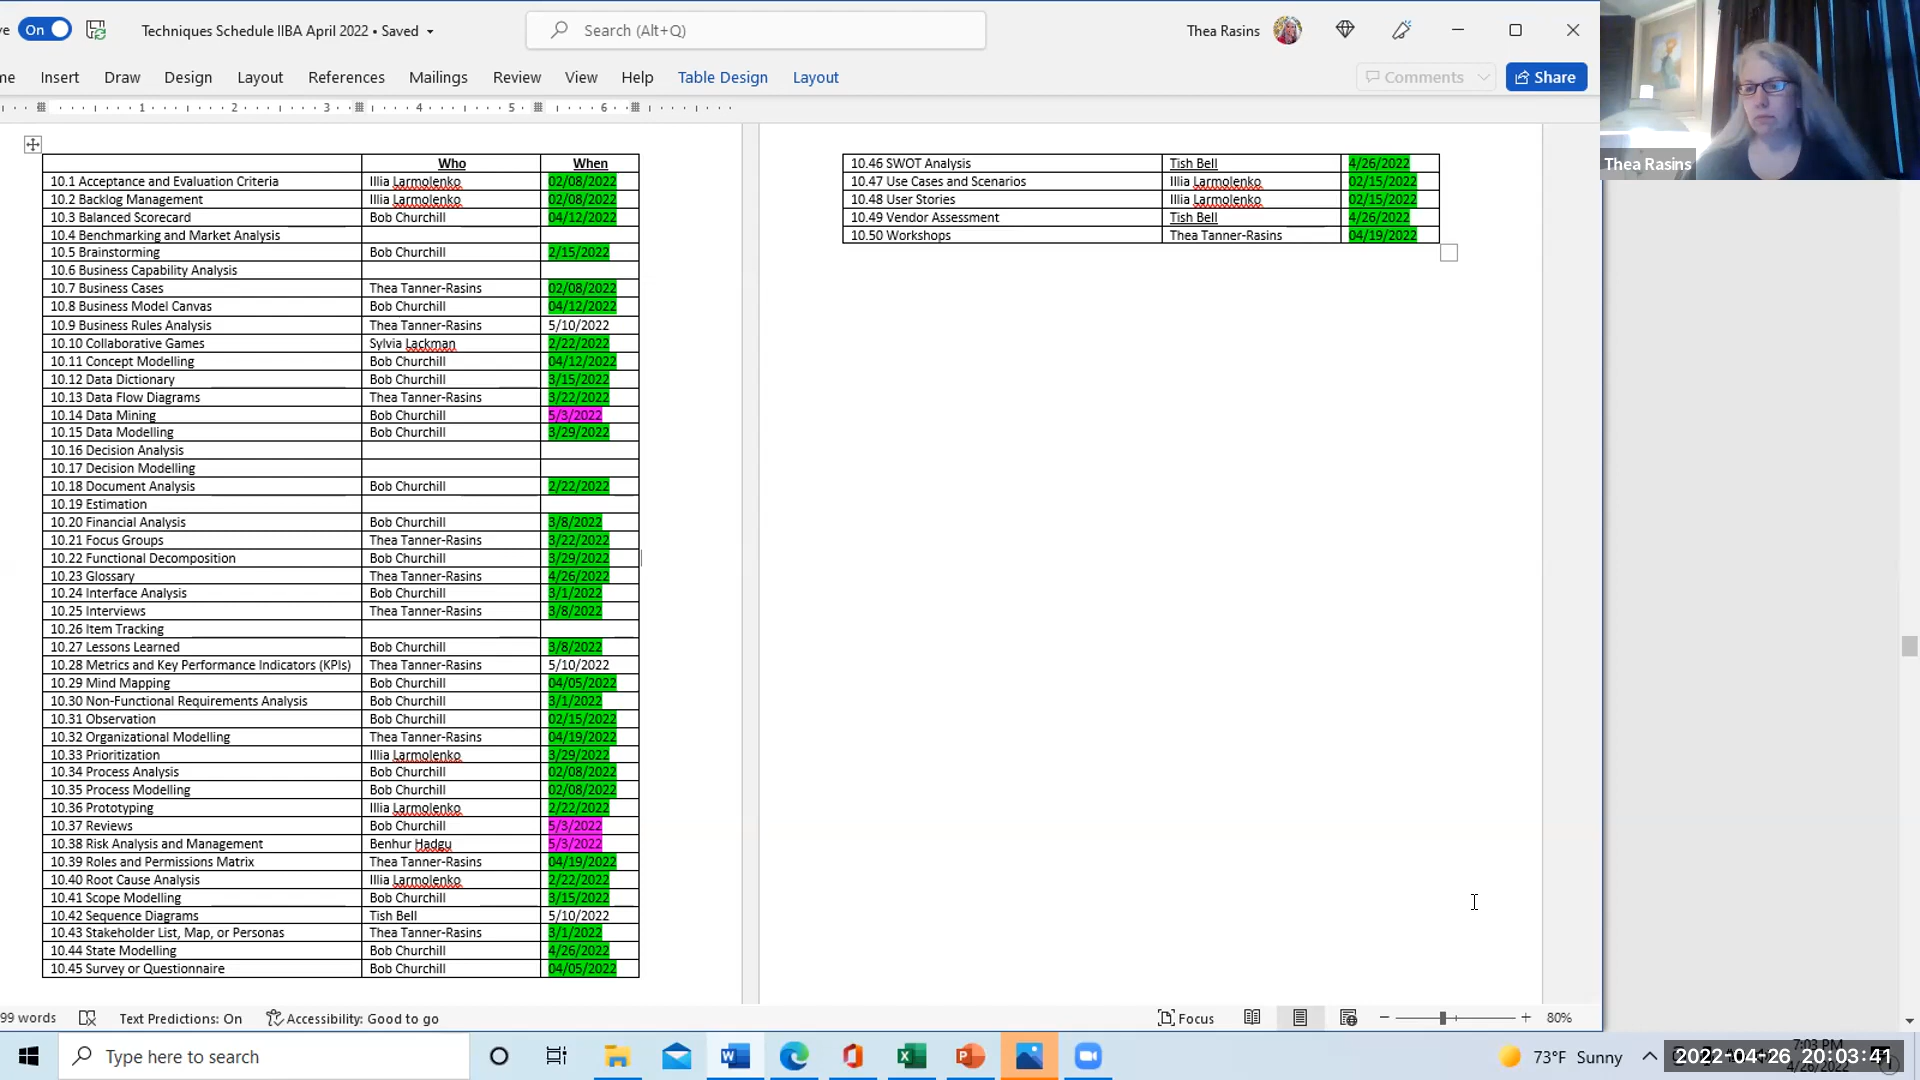 On
Techniques Schedule IIBA April 2022 • Saved
Search (Alt+Q)
Thea Rasins
Insert Draw Design Layout References Mailings Review View Help Table Design Layout
Comments
Share
1 2 3 4 5 6
Thea Rasins
Who When
10.1 Acceptance and Evaluation Criteria Illia Larmolenko 02/08/2022
10.2 Backlog Management Illia Larmolenko 02/08/2022
10.3 Balanced Scorecard Bob Churchill 04/12/2022
10.4 Benchmarking and Market Analysis
10.5 Brainstorming Bob Churchill 2/15/2022
10.6 Business Capability Analysis
10.7 Business Cases Thea Tanner-Rasins 02/08/2022
10.8 Business Model Canvas Bob Churchill 04/12/2022
10.9 Business Rules Analysis Thea Tanner-Rasins 5/10/2022
10.10 Collaborative Games Sylvia Lackman 2/22/2022
10.11 Concept Modelling Bob Churchill 04/12/2022
10.12 Data Dictionary Bob Churchill 3/15/2022
10.13 Data Flow Diagrams Thea Tanner-Rasins 3/22/2022
10.14 Data Mining Bob Churchill 5/3/2022
10.15 Data Modelling Bob Churchill 3/29/2022
10.16 Decision Analysis
10.17 Decision Modelling
10.18 Document Analysis Bob Churchill 2/22/2022
10.19 Estimation
10.20 Financial Analysis Bob Churchill 3/8/2022
10.21 Focus Groups Thea Tanner-Rasins 3/22/2022
10.22 Functional Decomposition Bob Churchill 3/29/2022
10.23 Glossary Thea Tanner-Rasins 4/26/2022
10.24 Interface Analysis Bob Churchill 3/1/2022
10.25 Interviews Thea Tanner-Rasins 3/8/2022
10.26 Item Tracking
10.27 Lessons Learned Bob Churchill 3/8/2022
10.28 Metrics and Key Performance Indicators (KPIs) Thea Tanner-Rasins 5/10/2022
10.29 Mind Mapping Bob Churchill 04/05/2022
10.30 Non-Functional Requirements Analysis Bob Churchill 3/1/2022
10.31 Observation Bob Churchill 02/15/2022
10.32 Organizational Modelling Thea Tanner-Rasins 04/19/2022
10.33 Prioritization Illia Larmolenko 3/29/2022
10.34 Process Analysis Bob Churchill 02/08/2022
10.35 Process Modelling Bob Churchill 02/08/2022
10.36 Prototyping Illia Larmolenko 2/22/2022
10.37 Reviews Bob Churchill 5/3/2022
10.38 Risk Analysis and Management Benhur Hadgu 5/3/2022
10.39 Roles and Permissions Matrix Thea Tanner-Rasins 04/19/2022
10.40 Root Cause Analysis Illia Larmolenko 2/22/2022
10.41 Scope Modelling Bob Churchill 3/15/2022
10.42 Sequence Diagrams Tish Bell 5/10/2022
10.43 Stakeholder List, Map, or Personas Thea Tanner-Rasins 3/1/2022
10.44 State Modelling Bob Churchill 4/26/2022
10.45 Survey or Questionnaire Bob Churchill 04/05/2022
10.46 SWOT Analysis Tish Bell 4/26/2022
10.47 Use Cases and Scenarios Illia Larmolenko 02/15/2022
10.48 User Stories Illia Larmolenko 02/15/2022
10.49 Vendor Assessment Tish Bell 4/26/2022
10.50 Workshops Thea Tanner-Rasins 04/19/2022
99 words Text Predictions: On Accessibility: Good to go
Focus
80%
Type here to search
73°F Sunny
2022-04-26 20:03:41